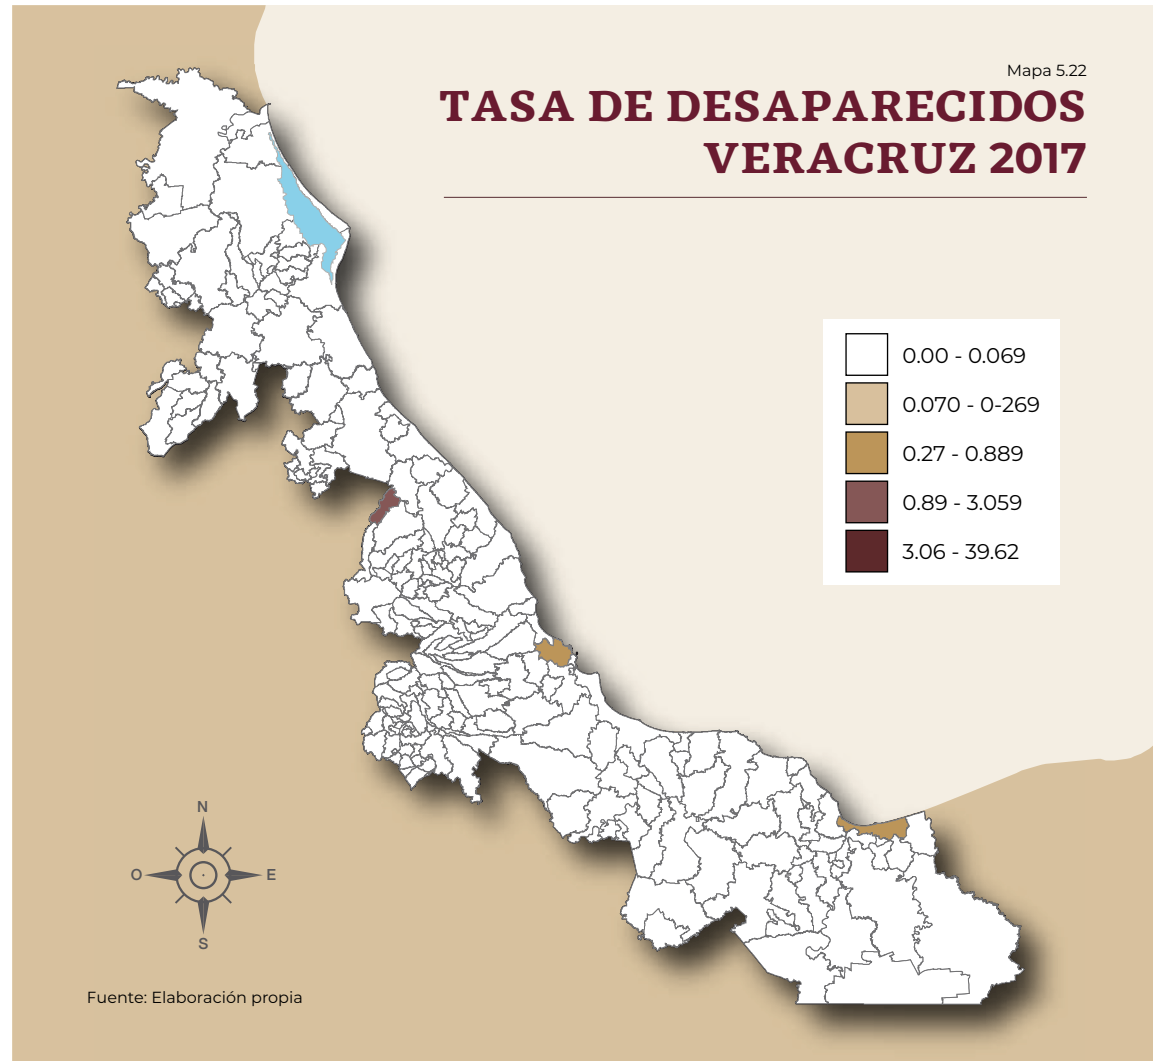 Mapa 5.22
TASA DE DESAPARECIDOS
VERACRUZ 2017
0.00 - 0.069
0.070 - 0-269
0.27 - 0.889
0.89 - 3.059
3.06 - 39.62
N
O
E
S
Fuente: Elaboración propia